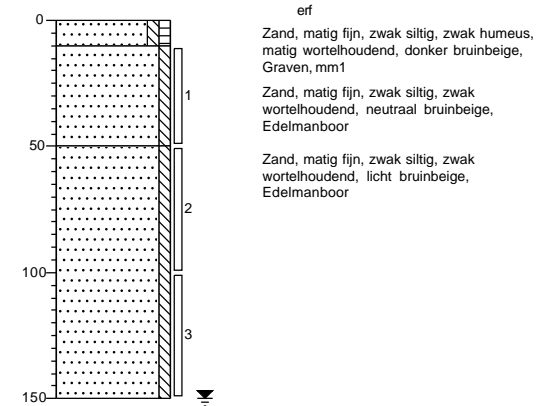 erf
0
Zand, matig fijn, zwak siltig, zwak humeus,
matig wortelhoudend, donker bruinbeige,
Graven, mm1
1
Zand, matig fijn, zwak siltig, zwak
wortelhoudend, neutraal bruinbeige,
Edelmanboor
50
Zand, matig fijn, zwak siltig, zwak
wortelhoudend, licht bruinbeige,
Edelmanboor
2
100
3
150